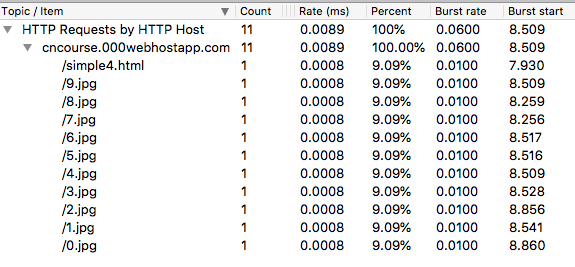 Topic / Item Count Rate (ms) Percent Burst rate Burst start
HTTP Requests by HTTP Host 11 0.0089 100% 0.0600 8.509
cncourse.000webhostapp.com 11 0.0089 100.00% 0.0600 8.509
/simple4.html 1 0.0008 9.09% 0.0100 7.930
/9.jpg 1 0.0008 9.09% 0.0100 8.509
/8.jpg 1 0.0008 9.09% 0.0100 8.259
/7.jpg 1 0.0008 9.09% 0.0100 8.256
/6.jpg 1 0.0008 9.09% 0.0100 8.517
/5.jpg 1 0.0008 9.09% 0.0100 8.516
/4.jpg 1 0.0008 9.09% 0.0100 8.509
/3.jpg 1 0.0008 9.09% 0.0100 8.528
/2.jpg 1 0.0008 9.09% 0.0100 8.856
/1.jpg 1 0.0008 9.09% 0.0100 8.541
/0.jpg 1 0.0008 9.09% 0.0100 8.860